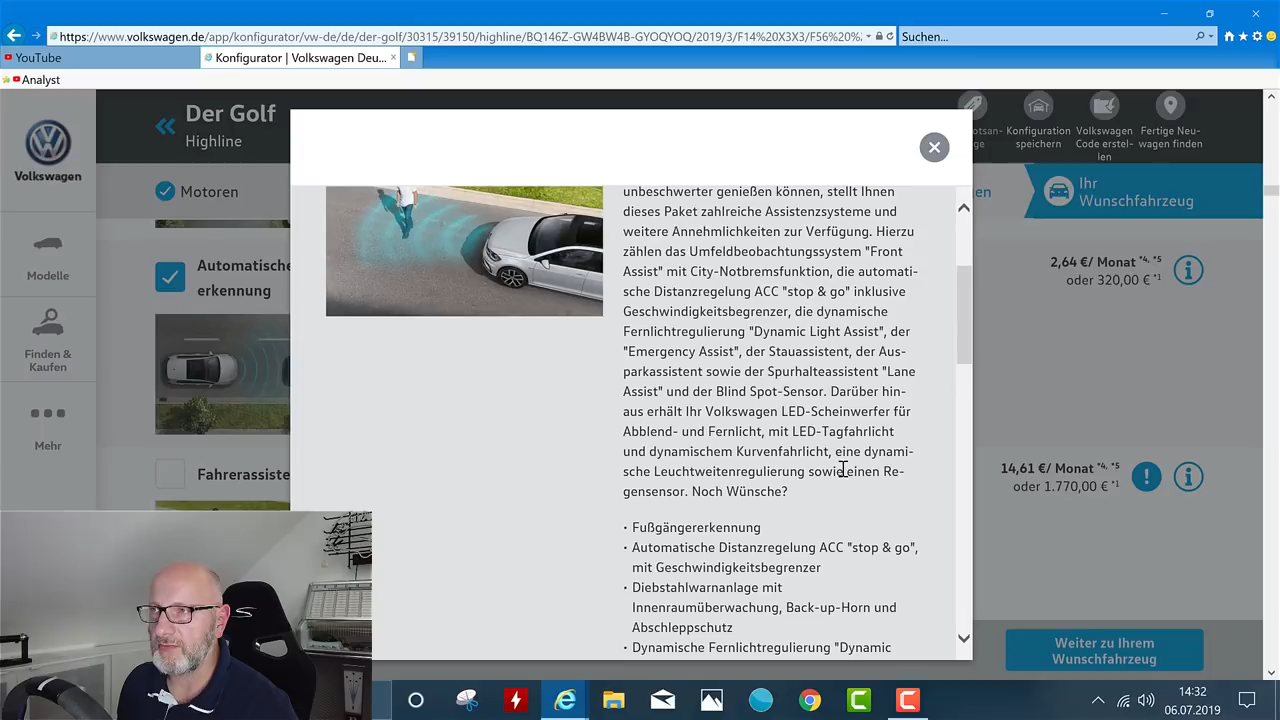 https://www.volkswagen.de/app/konfigurator/vw-de/de/der-golf/30315/39150/highline/BQ146Z-GW4BW4B-GYOQYOQ/2019/3/F14%20X3X3/F56%20%
Suchen...
YouTube
Konfigurator | Volkswagen Deu...
Analyst
Volkswagen
Der Golf
Highline
Konfiguration speichern
Volkswagen Code erstel-len
Fertige Neu-wagen finden
Motoren
Ihr
Wunschfahrzeug
Modelle
Finden &
Kaufen
Mehr
Automatische
erkennung
2,64 €/ Monat *4, *5
oder 320,00 € *1
Fahrerassiste
14,61 €/ Monat *4, *5
oder 1.770,00 € *1
unbeschwerter genießen können, stellt Ihnen
dieses Paket zahlreiche Assistenzsysteme und
weitere Annehmlichkeiten zur Verfügung. Hierzu
zählen das Umfeldbeobachtungssystem "Front
Assist" mit City-Notbremsfunktion, die automati-
sche Distanzregelung ACC "stop & go" inklusive
Geschwindigkeitsbegrenzer, die dynamische
Fernlichtregulierung "Dynamic Light Assist", der
"Emergency Assist", der Stauassistent, der Aus-
parkassistent sowie der Spurhalteassistent "Lane
Assist" und der Blind Spot-Sensor. Darüber hin-
aus erhält Ihr Volkswagen LED-Scheinwerfer für
Abblend- und Fernlicht, mit LED-Tagfahrlicht
und dynamischem Kurvenfahrlicht, eine dynami-
sche Leuchtweitenregulierung sowie einen Re-
gensensor. Noch Wünsche?
• Fußgängererkennung
• Automatische Distanzregelung ACC "stop & go",
mit Geschwindigkeitsbegrenzer
• Diebstahlwarnanlage mit
Innenraumüberwachung, Back-up-Horn und
Abschleppschutz
• Dynamische Fernlichtregulierung "Dynamic
Weiter zu Ihrem
Wunschfahrzeug
14:32
06.07.2019